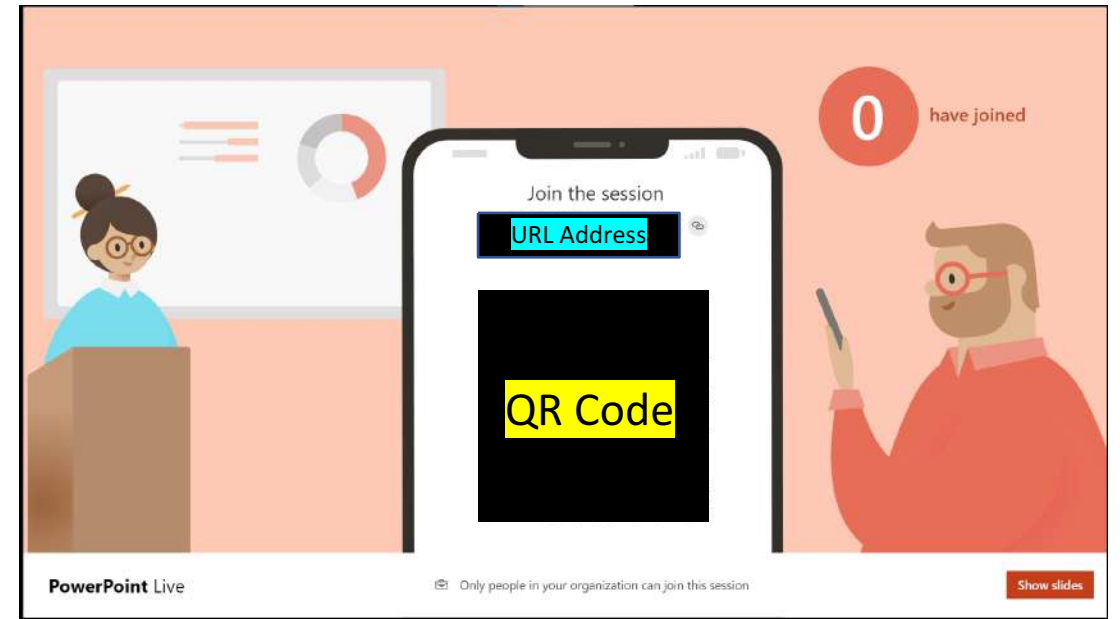 0 have joined
Join the session
URL Address
QR Code
PowerPoint Live
Only people in your organization can join this session
Show slides